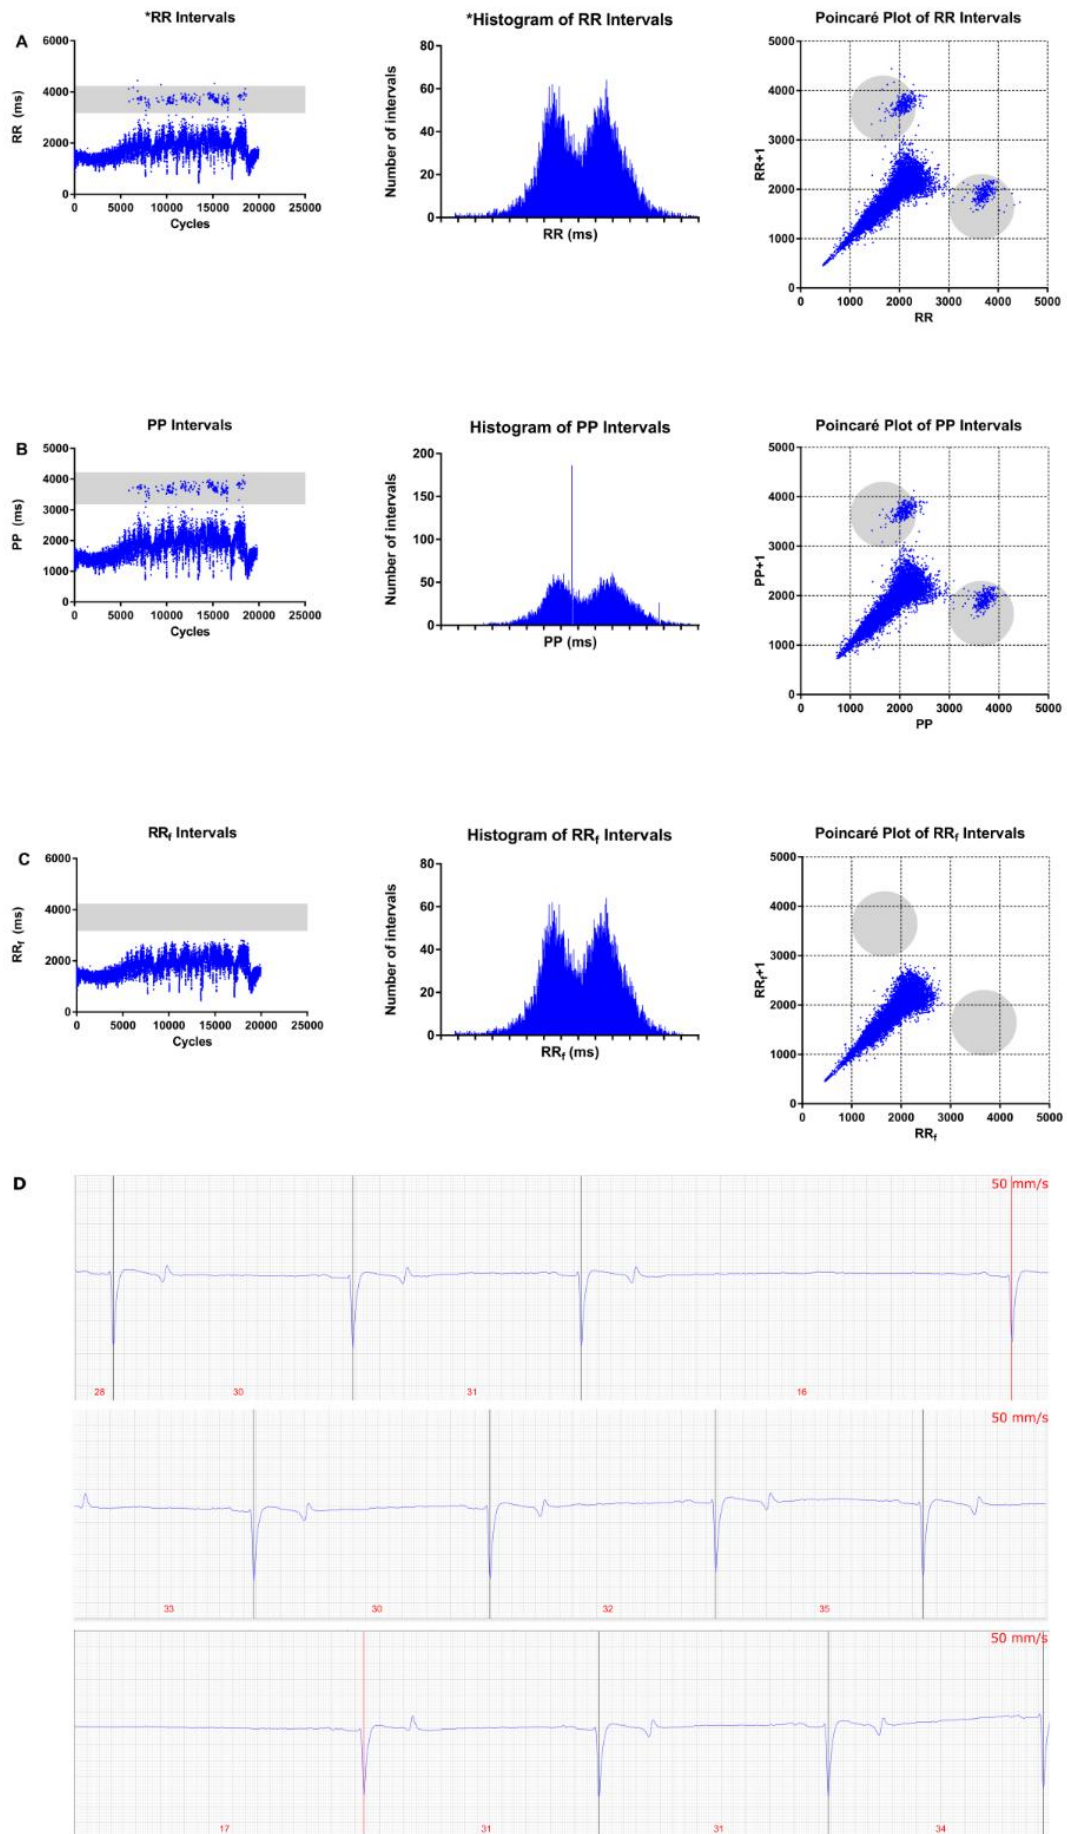 A
*RR Intervals
RR (ms)
6000
4000
2000
0
0 5000 10000 15000 20000 25000
Cycles
*Histogram of RR Intervals
Number of intervals
80
60
40
20
0
RR (ms)
Poincaré Plot of RR Intervals
RR+1
5000
4000
3000
2000
1000
0
0 1000 2000 3000 4000 5000
RR
B
PP Intervals
PP (ms)
5000
4000
3000
2000
1000
0
0 5000 10000 15000 20000 25000
Cycles
Histogram of PP Intervals
Number of intervals
200
150
100
50
0
PP (ms)
Poincaré Plot of PP Intervals
PP+1
5000
4000
3000
2000
1000
0
0 1000 2000 3000 4000 5000
PP
C
RRf Intervals
RRf (ms)
6000
4000
2000
0
0 5000 10000 15000 20000 25000
Cycles
Histogram of RRf Intervals
Number of intervals
80
60
40
20
0
RRf (ms)
Poincaré Plot of RRf Intervals
RRf+1
5000
4000
3000
2000
1000
0
0 1000 2000 3000 4000 5000
RRf
D
50 mm/s
28 30 31 16
50 mm/s
33 30 32 35
50 mm/s
17 31 31 34